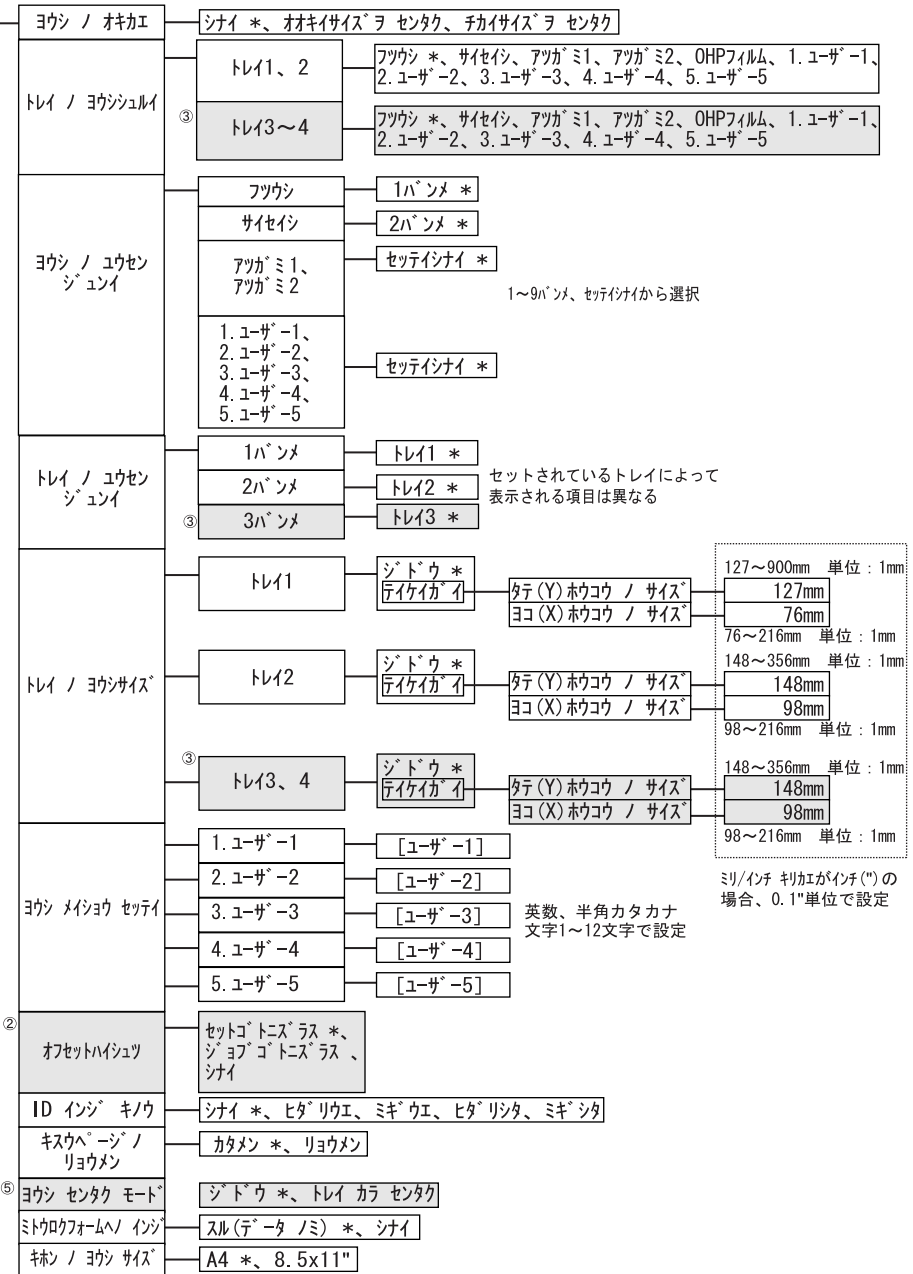 ﾖｳｼ ﾉ ｵｷｶｴ
ｼﾅｲ *、ｵｵｷｲｻｲｽﾞｦ ｾﾝﾀｸ、ﾁｶｲｻｲｽﾞｦ ｾﾝﾀｸ
ﾄﾚｲ ﾉ ﾖｳｼｼｭﾙｲ
ﾄﾚｲ1、2
ﾌﾂｳｼ *、ｻｲｾｲｼ、ｱﾂｶﾞﾐ1、ｱﾂｶﾞﾐ2、OHPﾌｨﾙﾑ、1.ﾕｰｻﾞｰ1、
2.ﾕｰｻﾞｰ2、3.ﾕｰｻﾞｰ3、4.ﾕｰｻﾞｰ4、5.ﾕｰｻﾞｰ5
③
ﾄﾚｲ3～4
ﾌﾂｳｼ *、ｻｲｾｲｼ、ｱﾂｶﾞﾐ1、ｱﾂｶﾞﾐ2、OHPﾌｨﾙﾑ、1.ﾕｰｻﾞｰ1、
2.ﾕｰｻﾞｰ2、3.ﾕｰｻﾞｰ3、4.ﾕｰｻﾞｰ4、5.ﾕｰｻﾞｰ5
ﾖｳｼ ﾉ ﾕｳｾﾝ
ｼﾞｭﾝｲ
ﾌﾂｳｼ
1ﾊﾞﾝﾒ *
ｻｲｾｲｼ
2ﾊﾞﾝﾒ *
ｱﾂｶﾞﾐ1、
ｱﾂｶﾞﾐ2
ｾｯﾃｲｼﾅｲ *
1～9ﾊﾞﾝﾒ、ｾｯﾃｲｼﾅｲから選択
1.ﾕｰｻﾞｰ1、
2.ﾕｰｻﾞｰ2、
3.ﾕｰｻﾞｰ3、
4.ﾕｰｻﾞｰ4、
5.ﾕｰｻﾞｰ5
ｾｯﾃｲｼﾅｲ *
ﾄﾚｲ ﾉ ﾕｳｾﾝ
ｼﾞｭﾝｲ
1ﾊﾞﾝﾒ
ﾄﾚｲ1 *
2ﾊﾞﾝﾒ
ﾄﾚｲ2 *
③
3ﾊﾞﾝﾒ
ﾄﾚｲ3 *
セットされているトレイによって
表示される項目は異なる
ﾄﾚｲ ﾉ ﾖｳｼｻｲｽﾞ
ﾄﾚｲ1
ｼﾞﾄﾞｳ *
ﾃｲｹｲｶﾞｲ
ﾀﾃ(Y)ﾎｳｺｳ ﾉ ｻｲｽﾞ
ﾖｺ(X)ﾎｳｺｳ ﾉ ｻｲｽﾞ
127～900mm 単位：1mm
127mm
76mm
76～216mm 単位：1mm
ﾄﾚｲ2
ｼﾞﾄﾞｳ *
ﾃｲｹｲｶﾞｲ
ﾀﾃ(Y)ﾎｳｺｳ ﾉ ｻｲｽﾞ
ﾖｺ(X)ﾎｳｺｳ ﾉ ｻｲｽﾞ
148～356mm 単位：1mm
148mm
98mm
98～216mm 単位：1mm
③
ﾄﾚｲ3、4
ｼﾞﾄﾞｳ *
ﾃｲｹｲｶﾞｲ
ﾀﾃ(Y)ﾎｳｺｳ ﾉ ｻｲｽﾞ
ﾖｺ(X)ﾎｳｺｳ ﾉ ｻｲｽﾞ
148～356mm 単位：1mm
148mm
98mm
98～216mm 単位：1mm
ﾐﾘ/ｲﾝﾁ ｷﾘｶｴがｲﾝﾁ(")の
場合、0.1"単位で設定
ﾖｳｼ ﾒｲｼｮｳ ｾｯﾃｲ
1.ﾕｰｻﾞｰ1
[ﾕｰｻﾞｰ1]
2.ﾕｰｻﾞｰ2
[ﾕｰｻﾞｰ2]
3.ﾕｰｻﾞｰ3
[ﾕｰｻﾞｰ3]
4.ﾕｰｻﾞｰ4
[ﾕｰｻﾞｰ4]
5.ﾕｰｻﾞｰ5
[ﾕｰｻﾞｰ5]
英数、半角カタカナ
文字1～12文字で設定
②
ｵﾌｾｯﾄﾊｲｼｭﾂ
ｾｯﾄｺﾞﾄﾆｽﾞﾗｽ *、
ｼﾞｮﾌﾞｺﾞﾄﾆｽﾞﾗｽ 、
ｼﾅｲ
ID ｲﾝｼﾞ ｷﾉｳ
ｼﾅｲ *、ﾋﾀﾞﾘｳｴ、ﾐｷﾞｳｴ、ﾋﾀﾞﾘｼﾀ、ﾐｷﾞｼﾀ
ｷｽｳﾍﾟｰｼﾞﾉ
ﾘｮｳﾒﾝ
ｶﾀﾒﾝ *、ﾘｮｳﾒﾝ
⑤
ﾖｳｼ ｾﾝﾀｸ ﾓｰﾄﾞ
ｼﾞﾄﾞｳ *、ﾄﾚｲ ｶﾗ ｾﾝﾀｸ
ﾐﾄｳﾛｸﾌｫｰﾑﾍﾉ ｲﾝｼﾞ
ｽﾙ(ﾃﾞｰﾀ ﾉﾐ) *、ｼﾅｲ
ｷﾎﾝ ﾉ ﾖｳｼ ｻｲｽﾞ
A4 *、8.5x11"